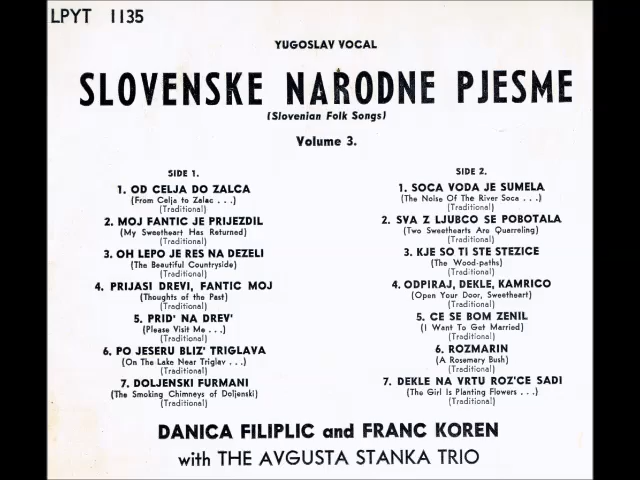 LPYT 1135
YUGOSLAV VOCAL
SLOVENSKE NARODNE PJESME
(Slovenian Folk Songs)
Volume 3.
SIDE 1.
1. OD CELJA DO ZALCA
(From Celja to Zalac . . .)
(Traditional)
2. MOJ FANTIC JE PRIJEZDIL
(My Sweetheart Has Returned)
(Traditional)
3. OH LEPO JE RES NA DEZELI
(The Beautiful Countryside)
(Traditional)
4. PRIJASI DREVI, FANTIC MOJ
(Thoughts of the Past)
(Traditional)
5. PRID' NA DREV'
(Please Visit Me . . .)
(Traditional)
6. PO JESERU BLIZ' TRIGLAVA
(On The Lake Near Triglav . . .)
(Traditional)
7. DOLJENSKI FURMANI
(The Smoking Chimneys of Doljenski)
(Traditional)
SIDE 2.
1. SOCA VODA JE SUMELA
(The Noise Of The River Soca . . .)
(Traditional)
2. SVA Z LJUBCO SE POBOTALA
(Two Sweethearts Are Quarreling)
(Traditional)
3. KJE SO TI STE STEZICE
(The Wood-paths)
(Traditional)
4. ODPIRAJ, DEKLE, KAMRICO
(Open Your Door, Sweetheart)
(Traditional)
5. CE SE BOM ZENIL
(I Want To Get Married)
(Traditional)
6. ROZMARIN
(A Rosemary Bush)
(Traditional)
7. DEKLE NA VRTU ROZ'CE SADI
(The Girl Is Planting Flowers . . .)
(Traditional)
DANICA FILIPLIC and FRANC KOREN
with THE AVGUSTA STANKA TRIO